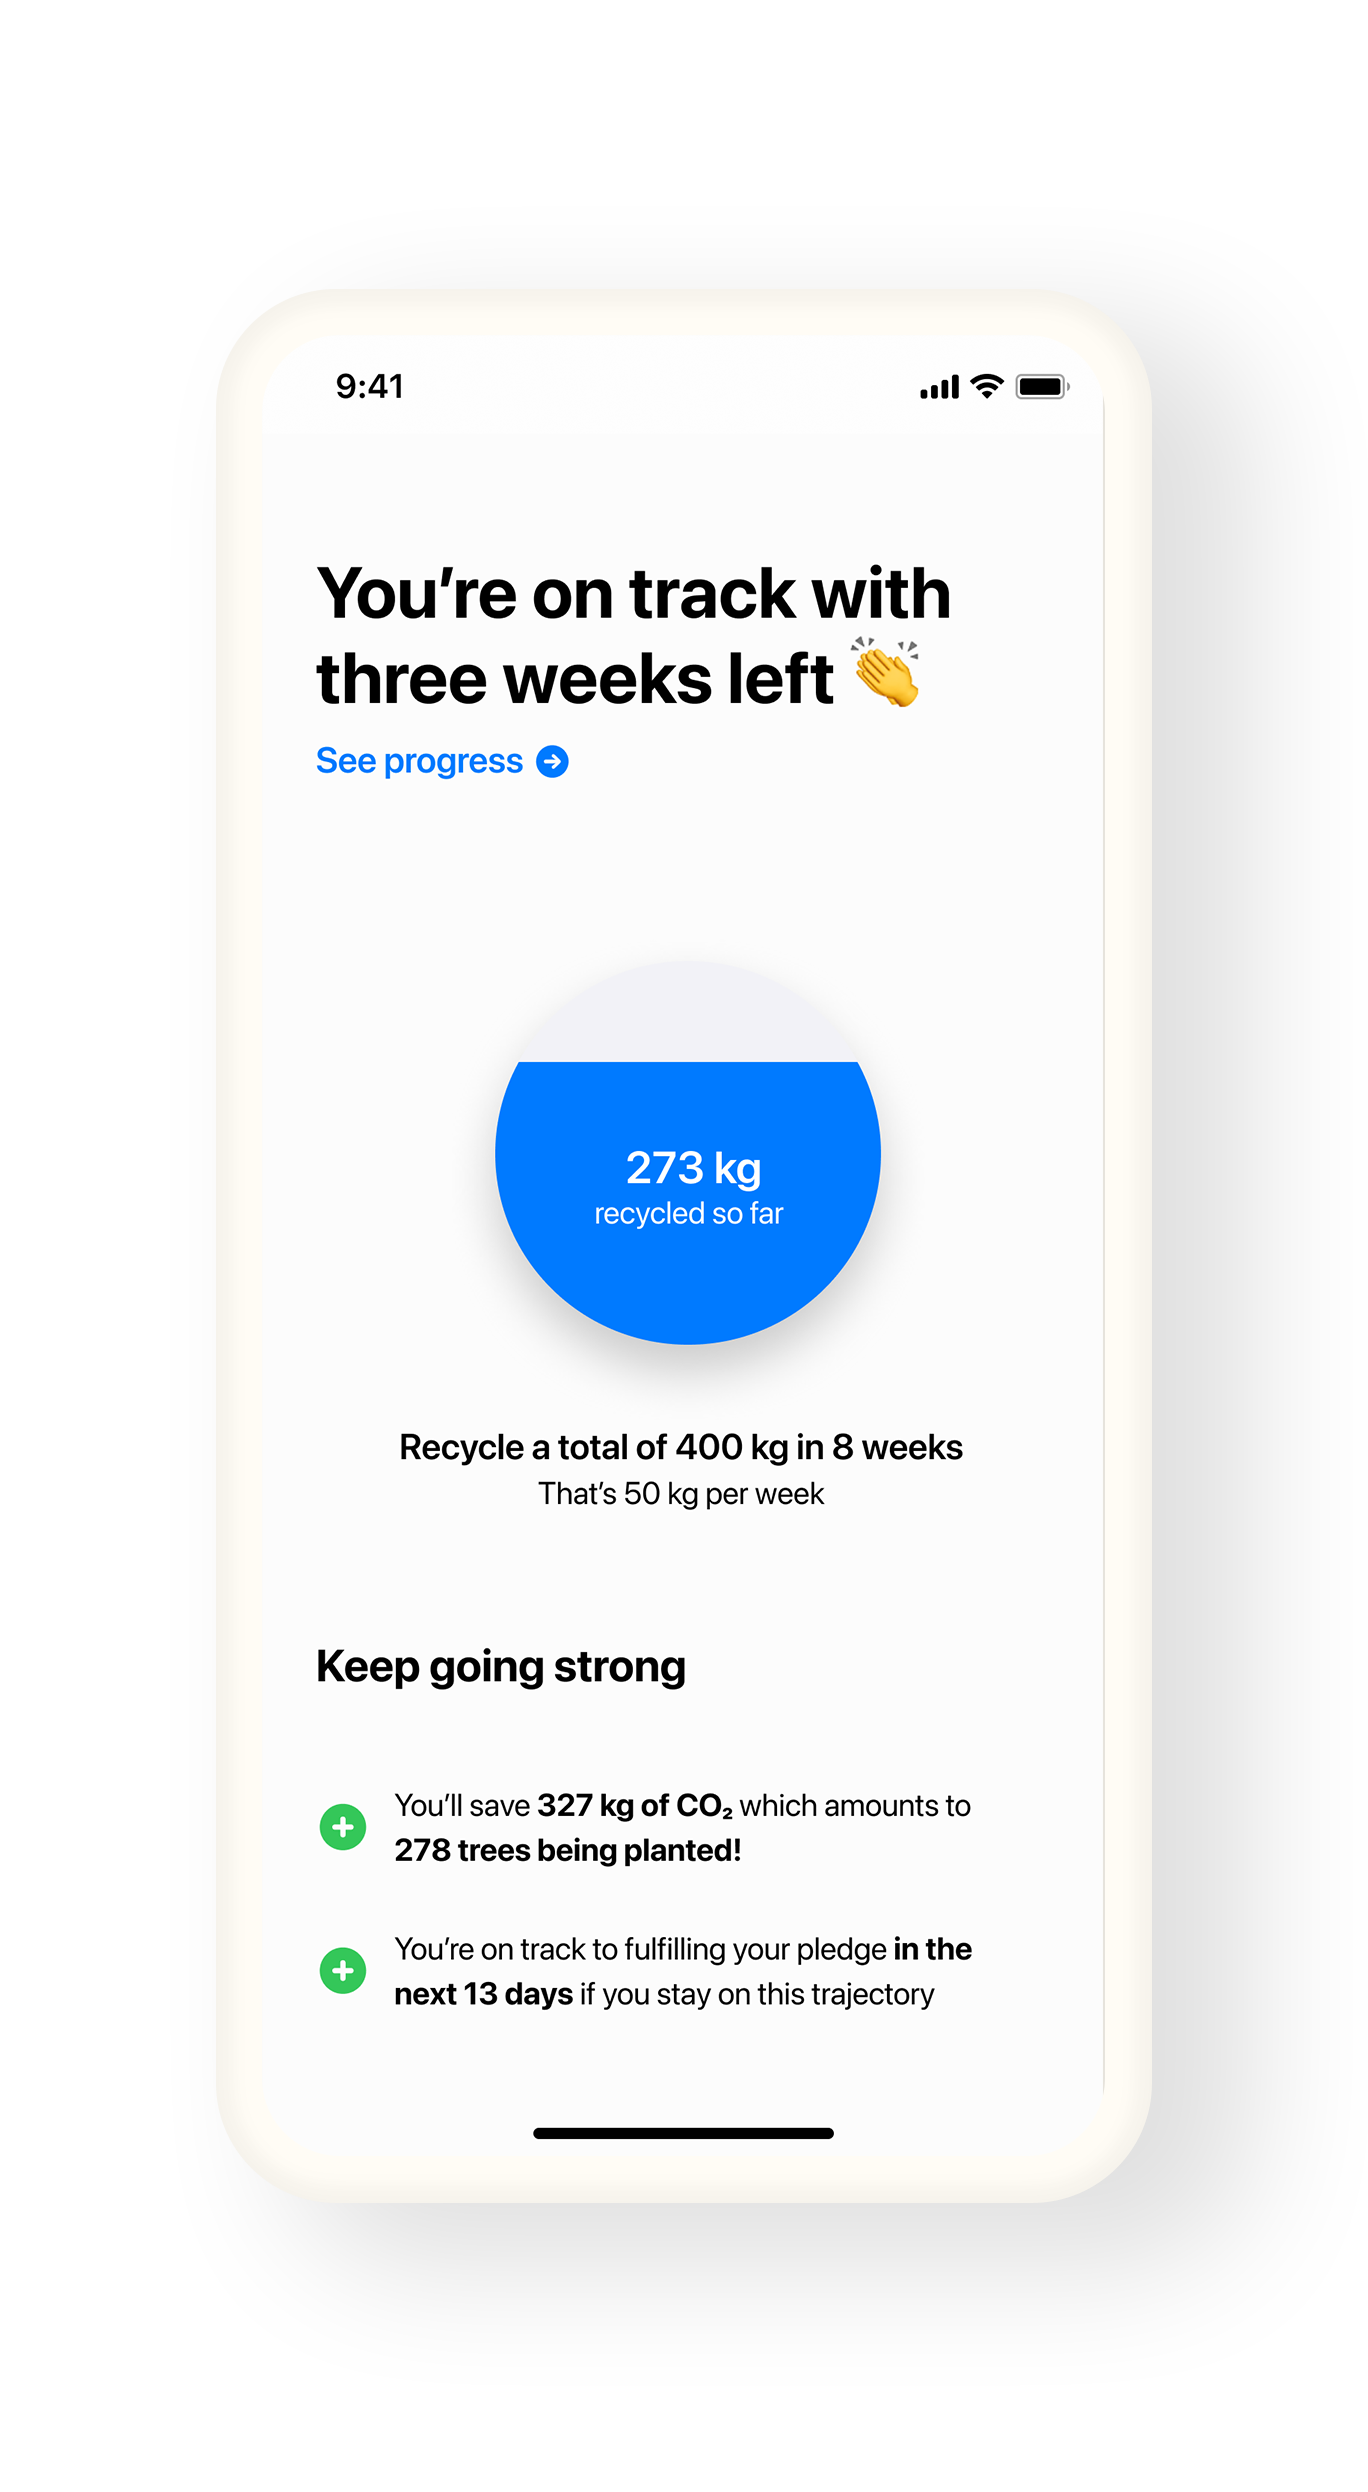 9:41
You’re on track with
three weeks left 👏
See progress
273 kg
recycled so far
Recycle a total of 400 kg in 8 weeks
That’s 50 kg per week
Keep going strong
You’ll save 327 kg of CO₂ which amounts to
278 trees being planted!
You’re on track to fulfilling your pledge in the
next 13 days if you stay on this trajectory